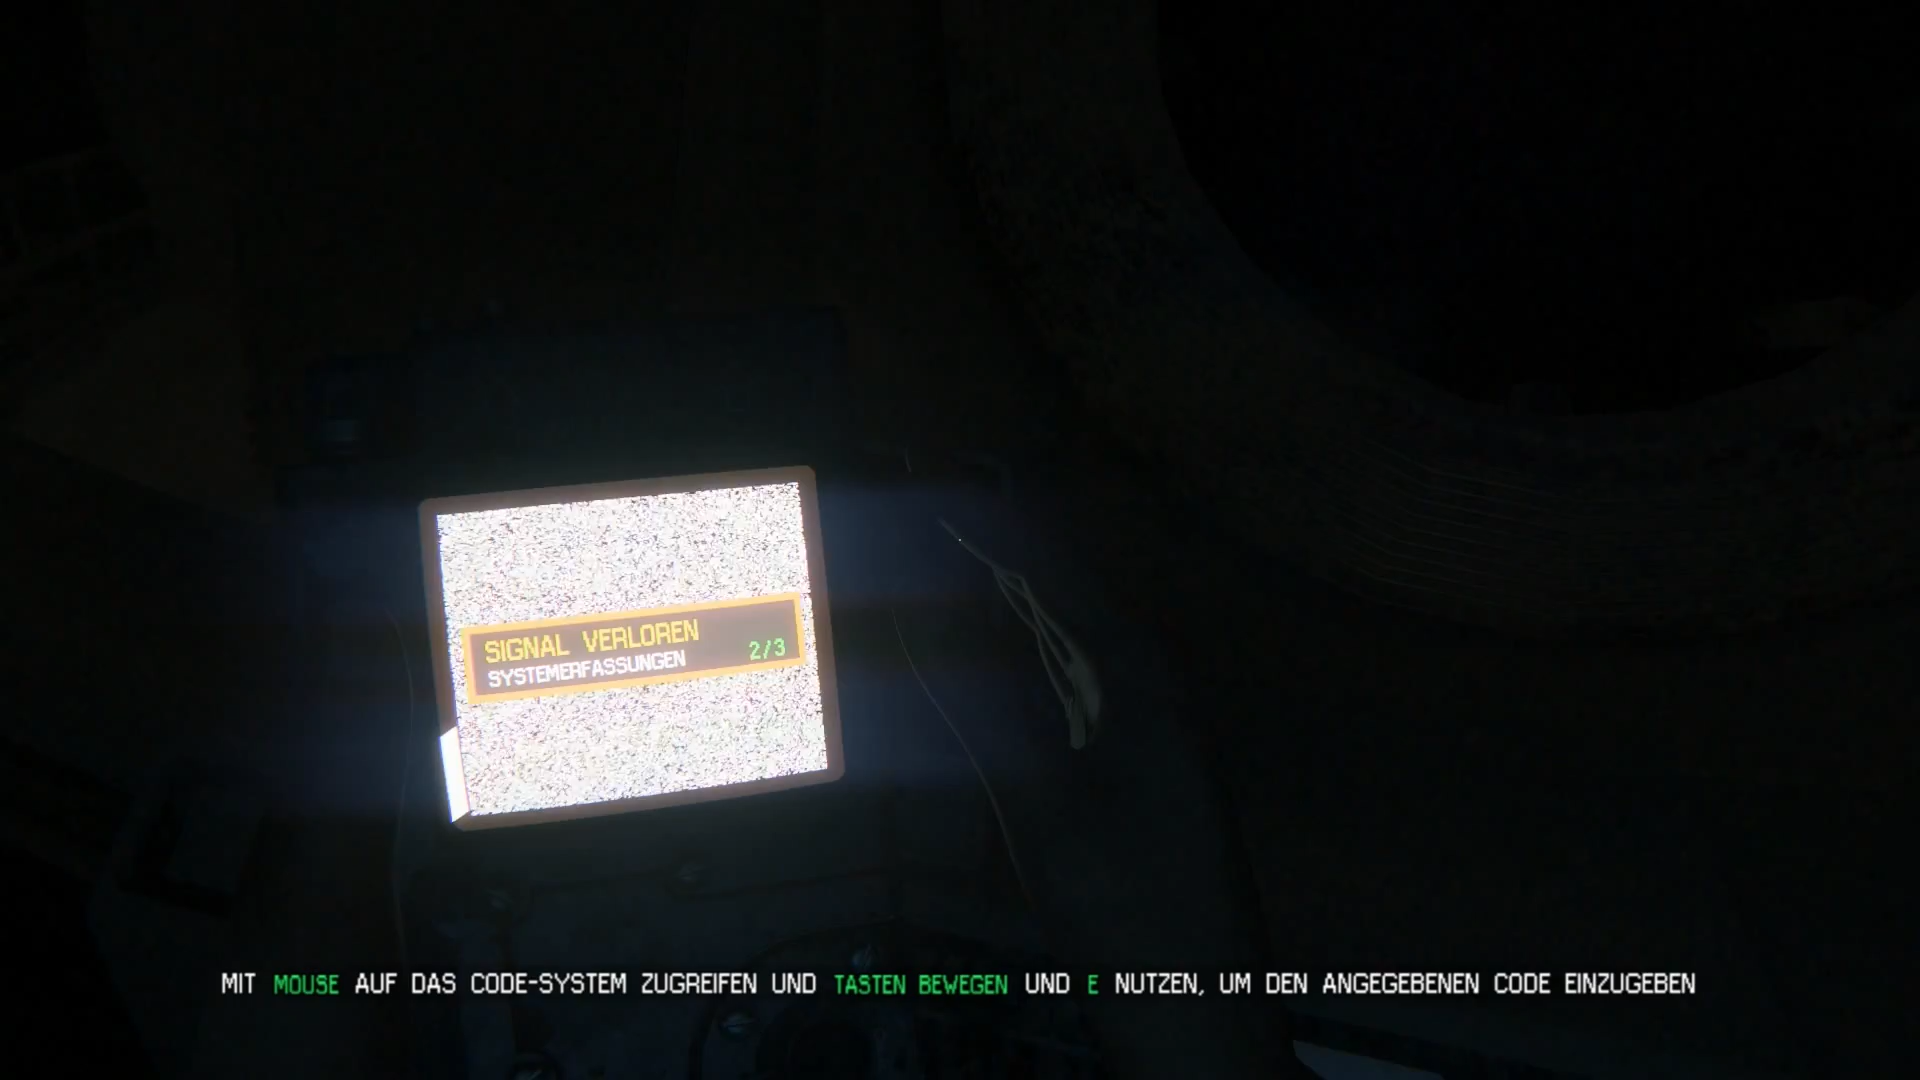 SIGNAL VERLOREN
SYSTEMERFASSUNGEN 2/3
MIT MOUSE AUF DAS CODE-SYSTEM ZUGREIFEN UND TASTEN BEWEGEN UND E NUTZEN, UM DEN ANGEGEBENEN CODE EINZUGEBEN